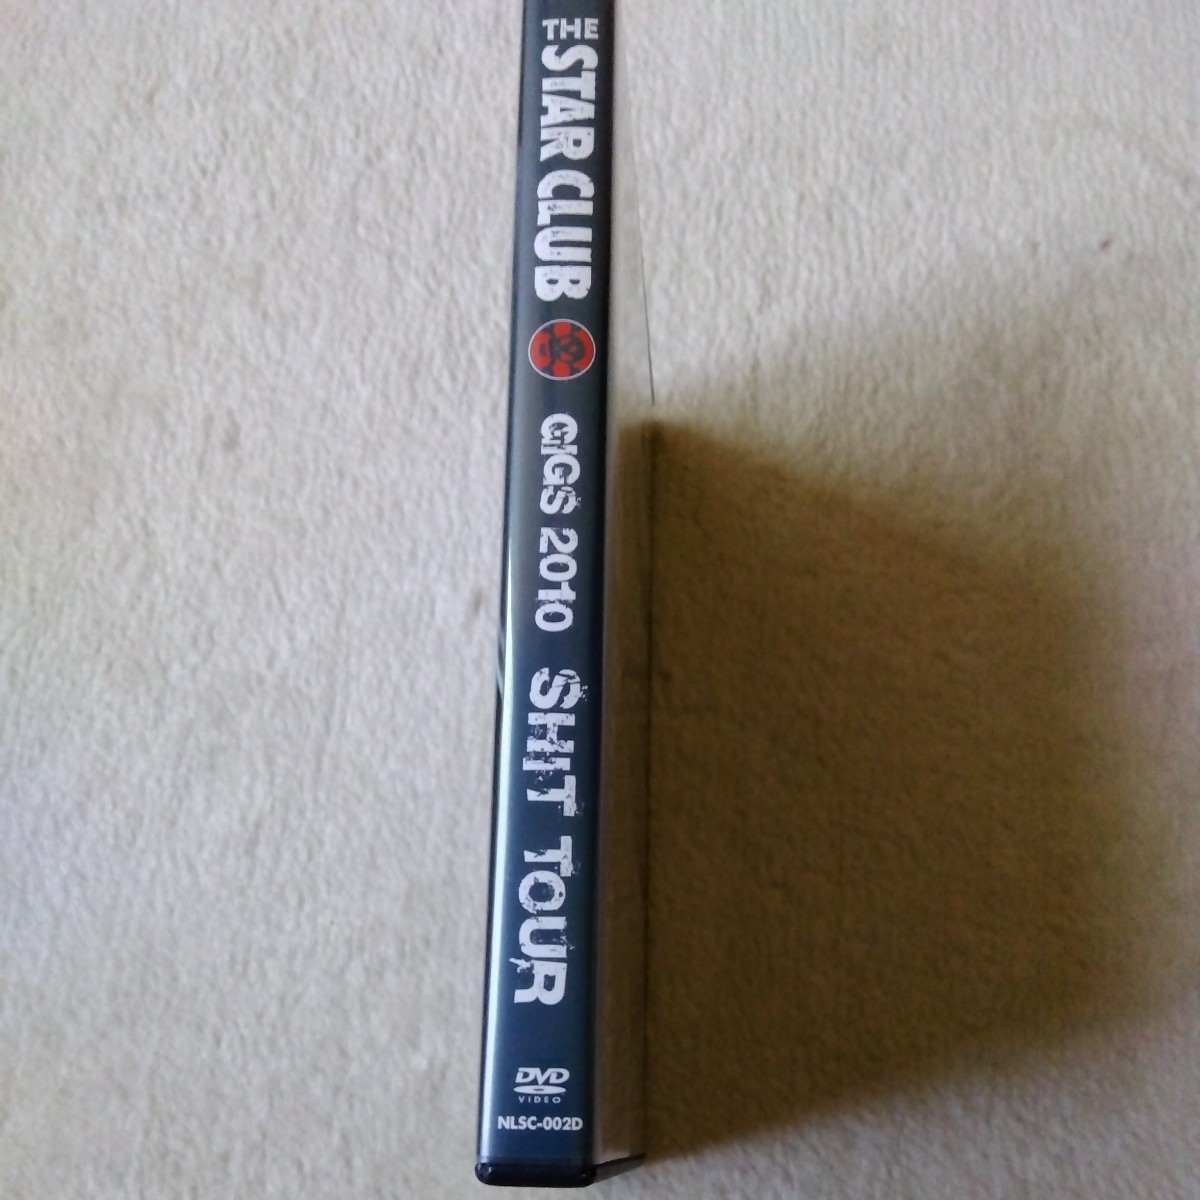 THE
STAR CLUB
GIGS 2010 SHIT TOUR
DVD
VIDEO
NLSC-002D